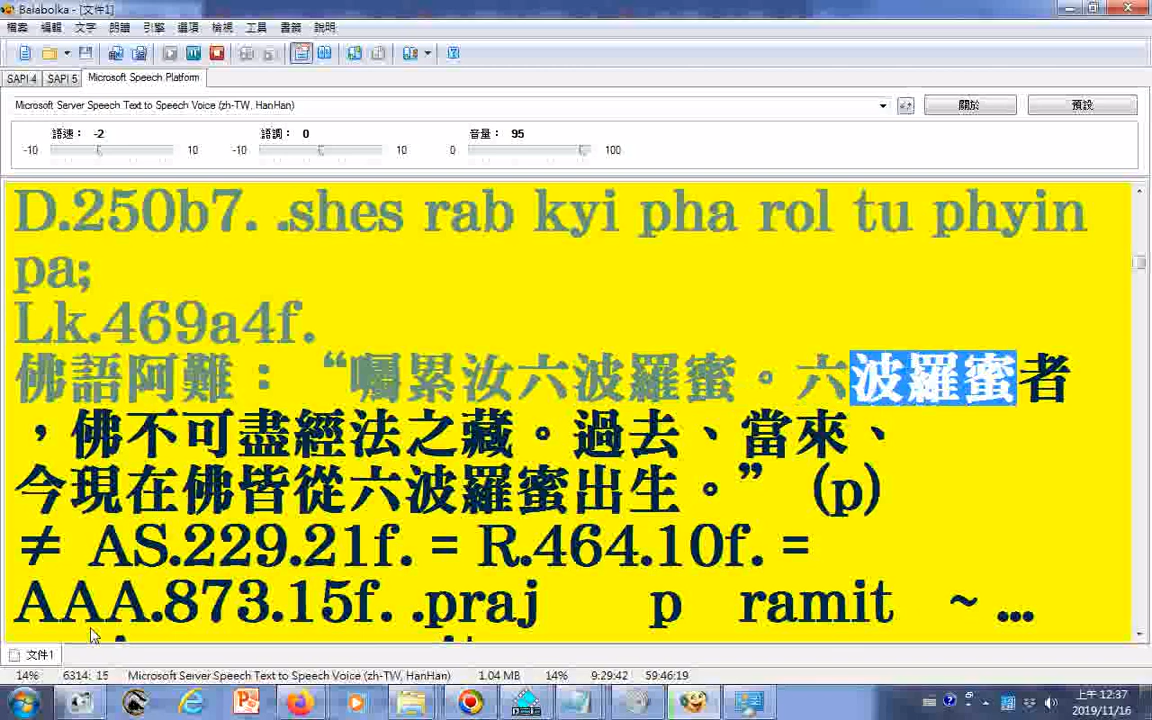 Balabolka - [文件1]
檔案 編輯 文字 朗讀 引擎 選項 檢視 工具 書籤 說明
SAPI 4 SAPI 5 Microsoft Speech Platform
Microsoft Server Speech Text to Speech Voice (zh-TW, HanHan) 關於 預設
語速： -2 語調： 0 音量： 95
-10 10 -10 10 0 100
D.250b7. .shes rab kyi pha rol tu phyin
pa;
Lk.469a4f.
佛語阿難：“囑累汝六波羅蜜。六波羅蜜者
，佛不可盡經法之藏。過去、當來、
今現在佛皆從六波羅蜜出生。” (p)
≠ AS.229.21f. = R.464.10f. =
AAA.873.15f. .praj p ramit ~ ...
文件1
14% 6314: 15 Microsoft Server Speech Text to Speech Voice (zh-TW, HanHan) 1.04 MB 14% 9:29:42 59:46:19
上午 12:37
2019/11/16